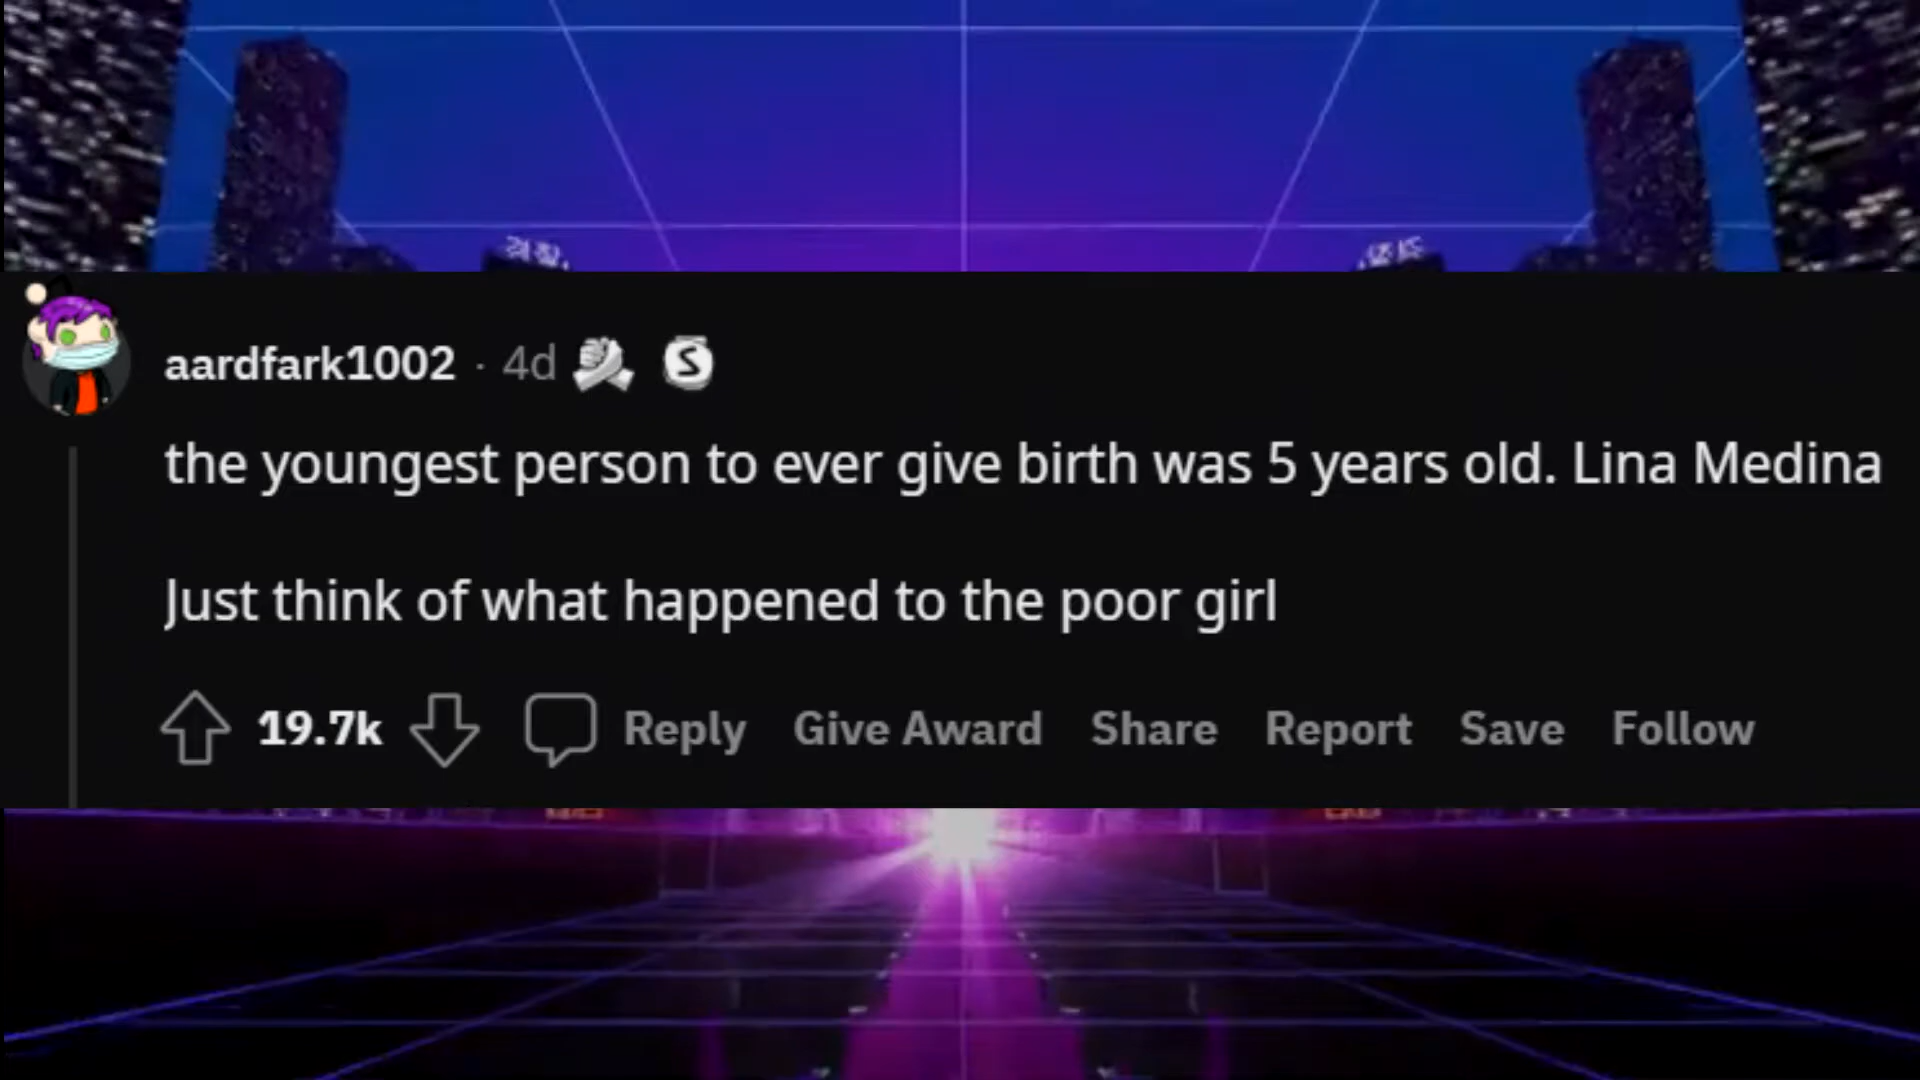 aardfark1002 · 4d
the youngest person to ever give birth was 5 years old. Lina Medina
Just think of what happened to the poor girl
19.7k Reply Give Award Share Report Save Follow